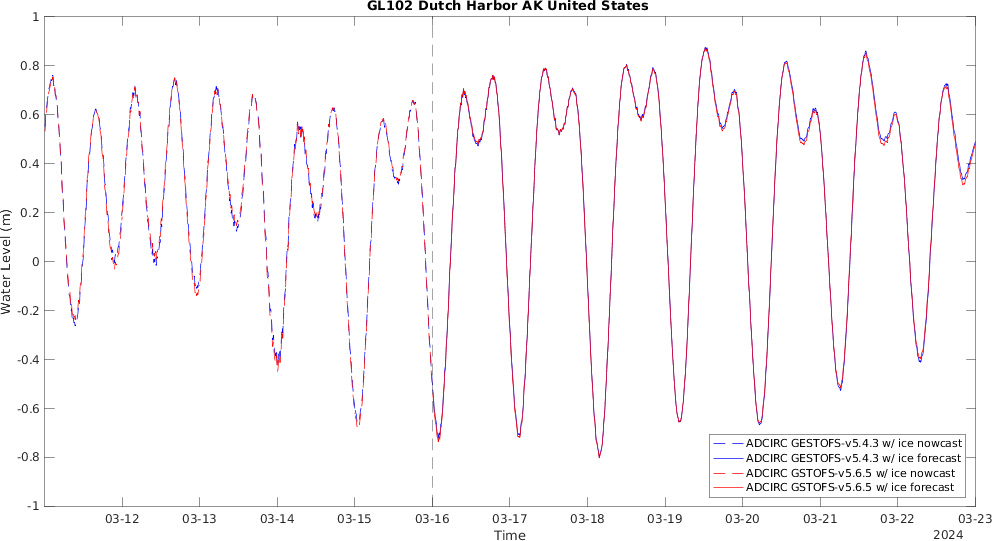 GL102 Dutch Harbor AK United States
Water Level (m)
1
0.8
0.6
0.4
0.2
0
-0.2
-0.4
-0.6
-0.8
-1
ADCIRC GESTOFS-v5.4.3 w/ ice nowcast
ADCIRC GESTOFS-v5.4.3 w/ ice forecast
ADCIRC GSTOFS-v5.6.5 w/ ice nowcast
ADCIRC GSTOFS-v5.6.5 w/ ice forecast
03-12 03-13 03-14 03-15 03-16 03-17 03-18 03-19 03-20 03-21 03-22 03-23
Time
2024